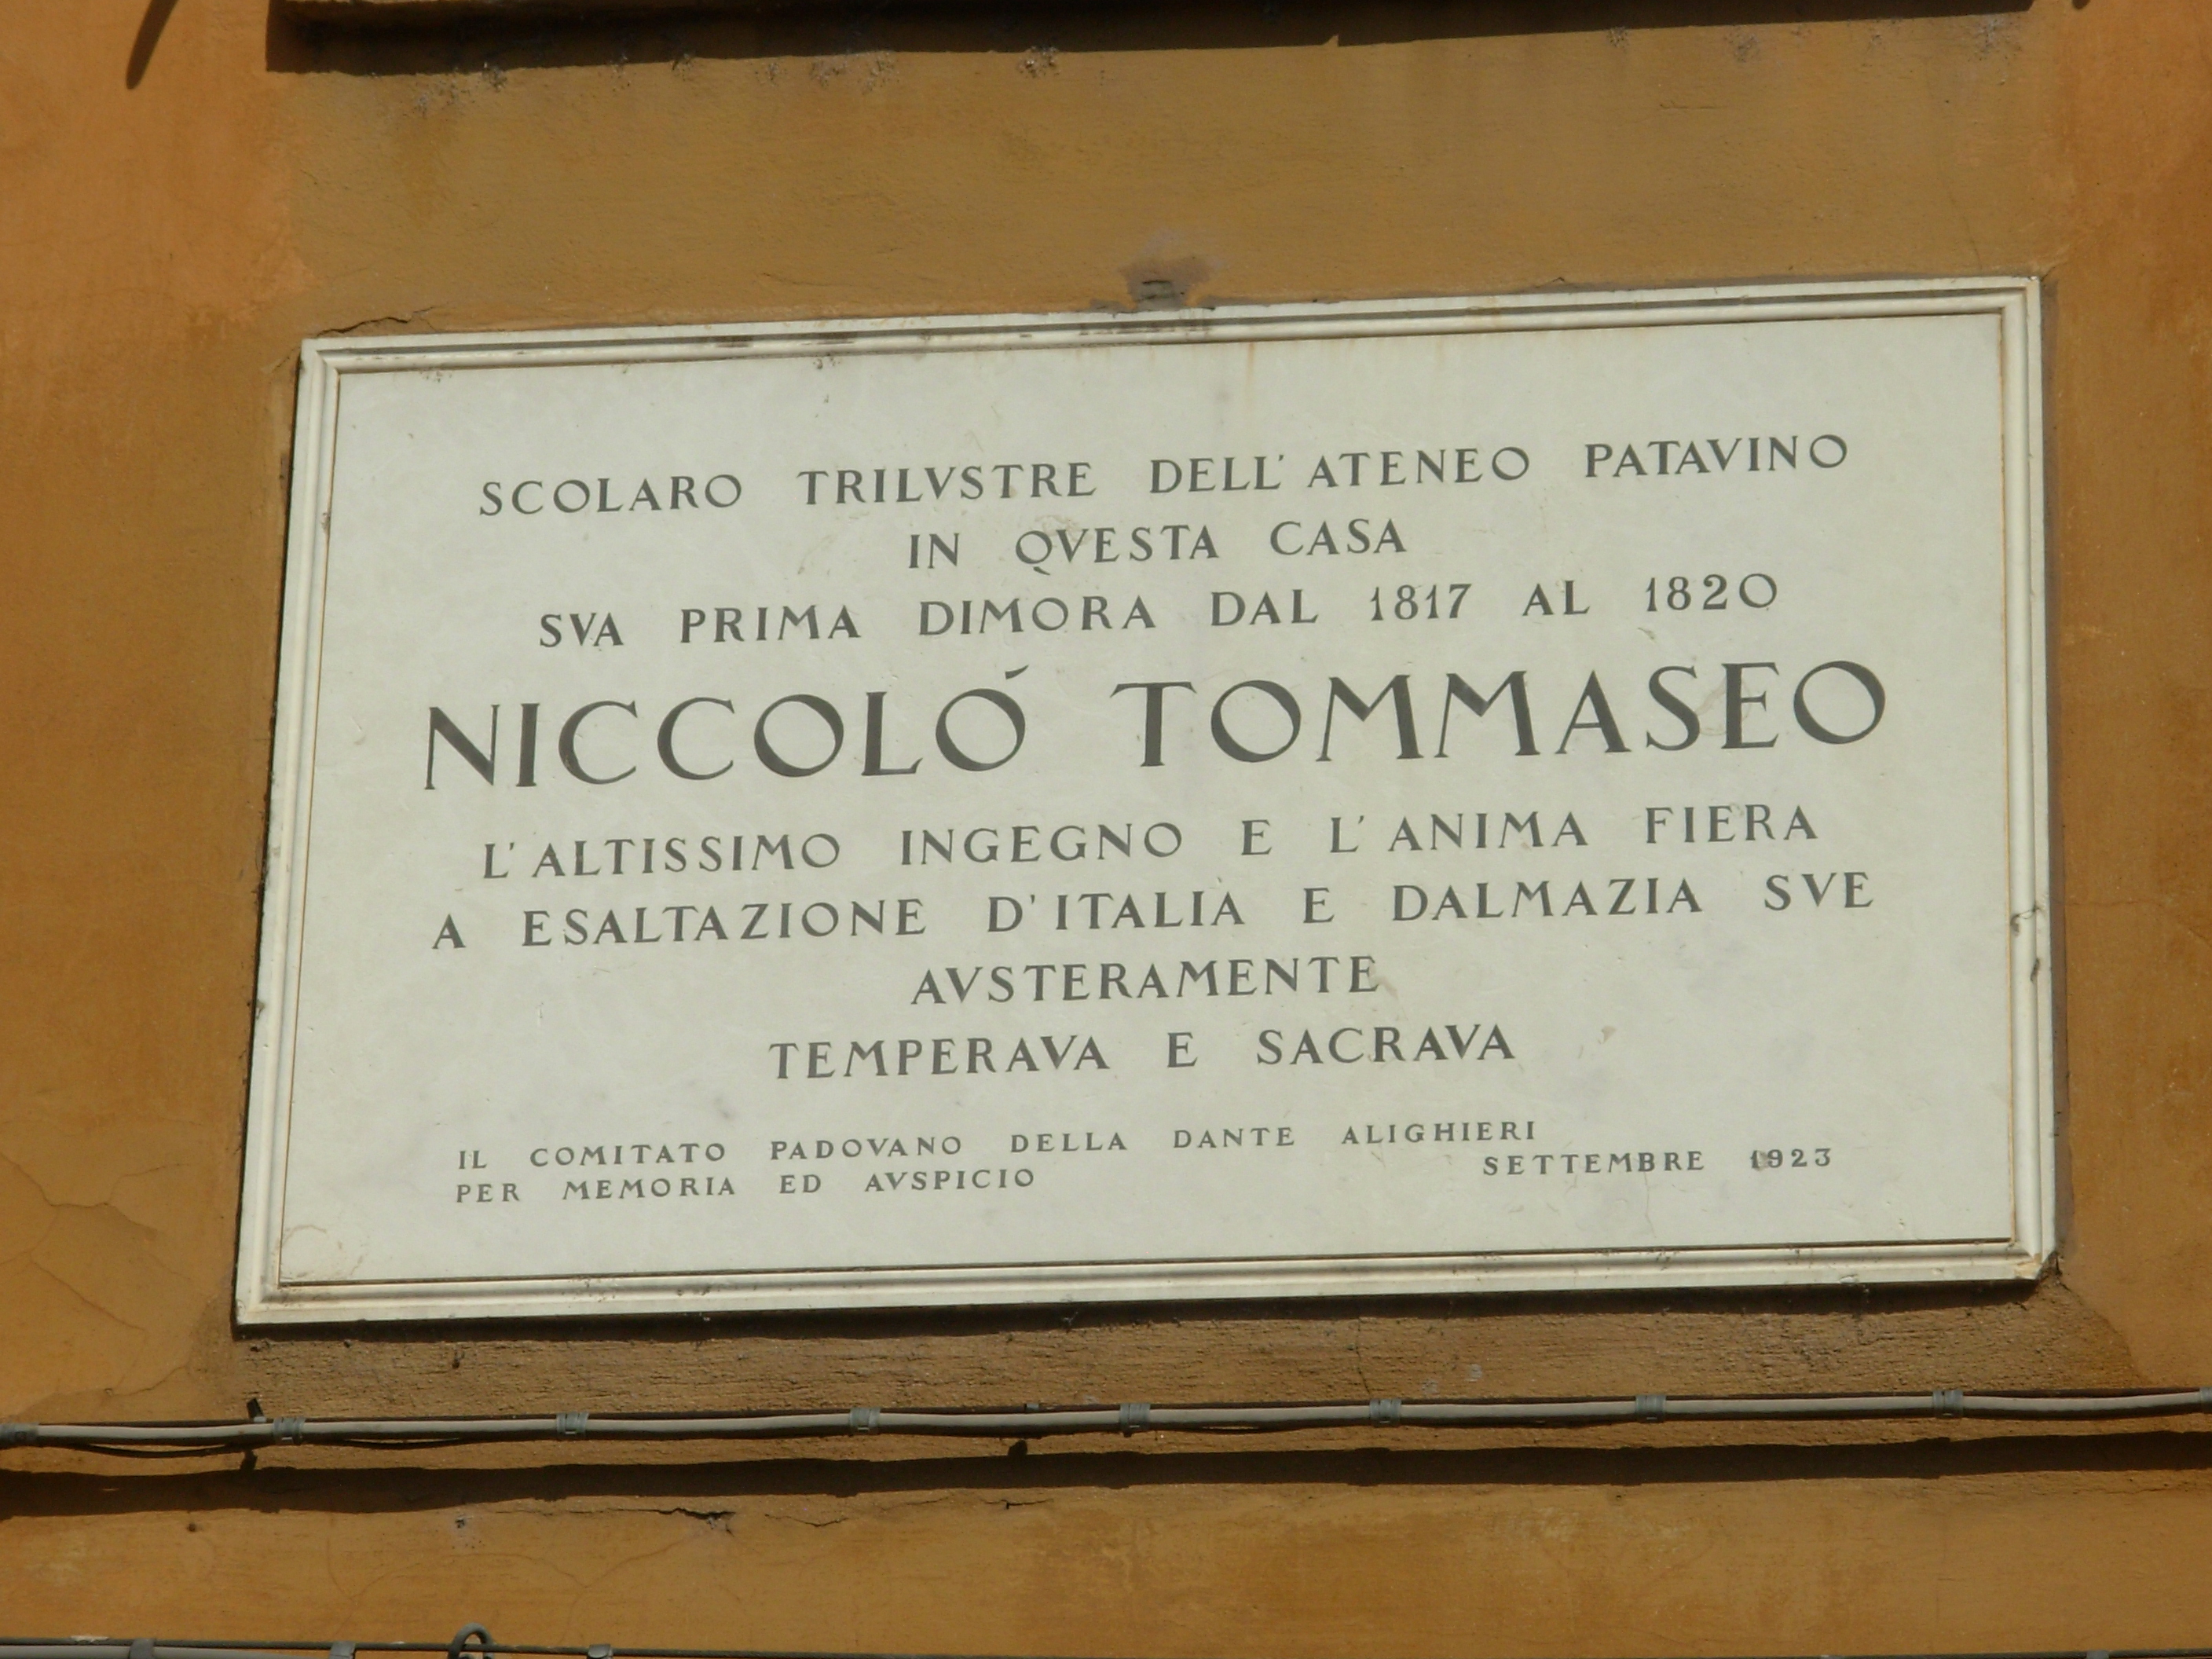 SCOLARO TRILVSTRE DELL' ATENEO PATAVINO
IN QVESTA CASA
SVA PRIMA DIMORA DAL 1817 AL 1820
NICCOLÓ TOMMASEO
L' ALTISSIMO INGEGNO E L' ANIMA FIERA
A ESALTAZIONE D' ITALIA E DALMAZIA SVE
AVSTERAMENTE
TEMPERAVA E SACRAVA
IL COMITATO PADOVANO DELLA DANTE ALIGHIERI
PER MEMORIA ED AVSPICIO
SETTEMBRE 1923